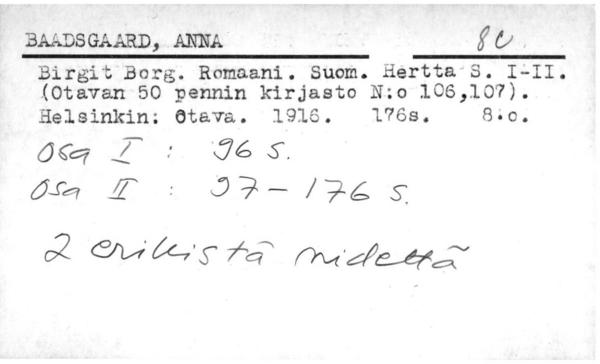 BAADSGAARD, ANNA 8C
Birgit Borg. Romaani. Suom. Hertta S. I-II.
(Otavan 50 pennin kirjasto N:o 106,107).
Helsinkin: Otava. 1916. 176s. 8:o.
Osa I : 96 s.
Osa II : 97-176 s.
2 erikistä nidettä